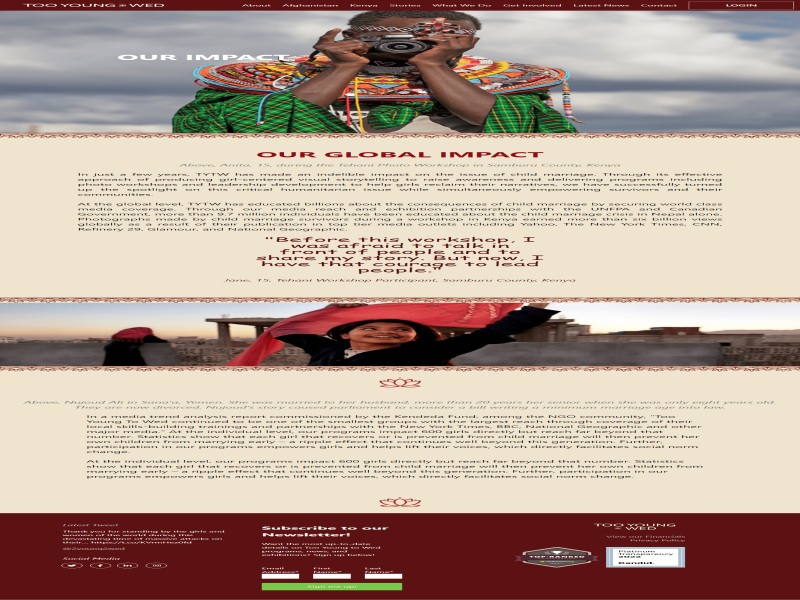 TOO YOUNG WED
About Afghanistan Kenya Stories What We Do Get Involved Latest News Contact LOGIN
OUR IMPACT
OUR GLOBAL IMPACT
Above, Anita, 15, during the Tehani Photo Workshop in Samburu County, Kenya
In just a few years, TYTW has made an indelible impact on the issue of child marriage. Through its effective
approach of producing girl-centered visual storytelling to raise awareness and delivering programs including
photo workshops and leadership development to help girls reclaim their narratives, we have successfully turned
up the spotlight on this critical humanitarian issue while simultaneously empowering survivors and their
communities.
At the global level, TYTW has educated billions about the consequences of child marriage by securing world class
media coverage. Through our media reach and exhibition partnerships with the UNFPA and Canadian
Government, more than 9.7 million individuals have been educated about the child marriage crisis in Nepal alone.
Photographs made by child marriage survivors during a workshop in Kenya earned more than six billion views
globally as a result of their publication in top tier media outlets including Yahoo, The New York Times, CNN,
Refinery 29, Glamour, and National Geographic.
"Before this workshop, I
was afraid to talk in
front of people and to
share my story. But now, I
have that courage to lead
people."
Jane, 15, Tehani Workshop Participant, Samburu County, Kenya
Above, Nujood Ali two years after her divorce from her husband, more than 20 years her senior. years old.
They are now divorced. Nujood's story caused parliament to consider a bill writing a minimum marriage age into law.
In a media trend analysis report commissioned by the Kendeda Fund, among the NGO community, "Too
Young To Wed continued to be one of the smallest groups with the largest reach through coverage of their
local skills-building training and partnerships with the New York Times, BBC, National Geographic and other
major media." At the individual level, our programs impact 600 girls directly but reach far beyond that
number. Statistics show that each girl that recovers or is prevented from child marriage will then prevent her
own children from marrying early – a ripple effect that continues well beyond this generation. Further,
participation in our programs empowers girls and helps lift their voices, which directly facilitates social norm
change.
At the individual level, our programs impact 600 girls directly but reach far beyond that number. Statistics
show that each girl that recovers or is prevented from child marriage will then prevent her own children from
marrying early – a ripple effect that continues well beyond this generation. Further, participation in our
programs empowers girls and helps lift their voices, which directly facilitates social norm change.
Latest Tweet
Thank you for standing by the girls and
women of the world during this
devastating time of massive attacks on
their…
@2young2wed
Social Media
Subscribe to our
Newsletter!
Want the most up-to-date
details on Too Young to Wed
programs, news, and
exhibitions? Sign up below!
Email Address* First Name* Last Name*
Sign me up!
TOO YOUNG
WED
View our Financials
Privacy Policy
TOP-RANKED
Platinum
Transparency
2022
Candid.